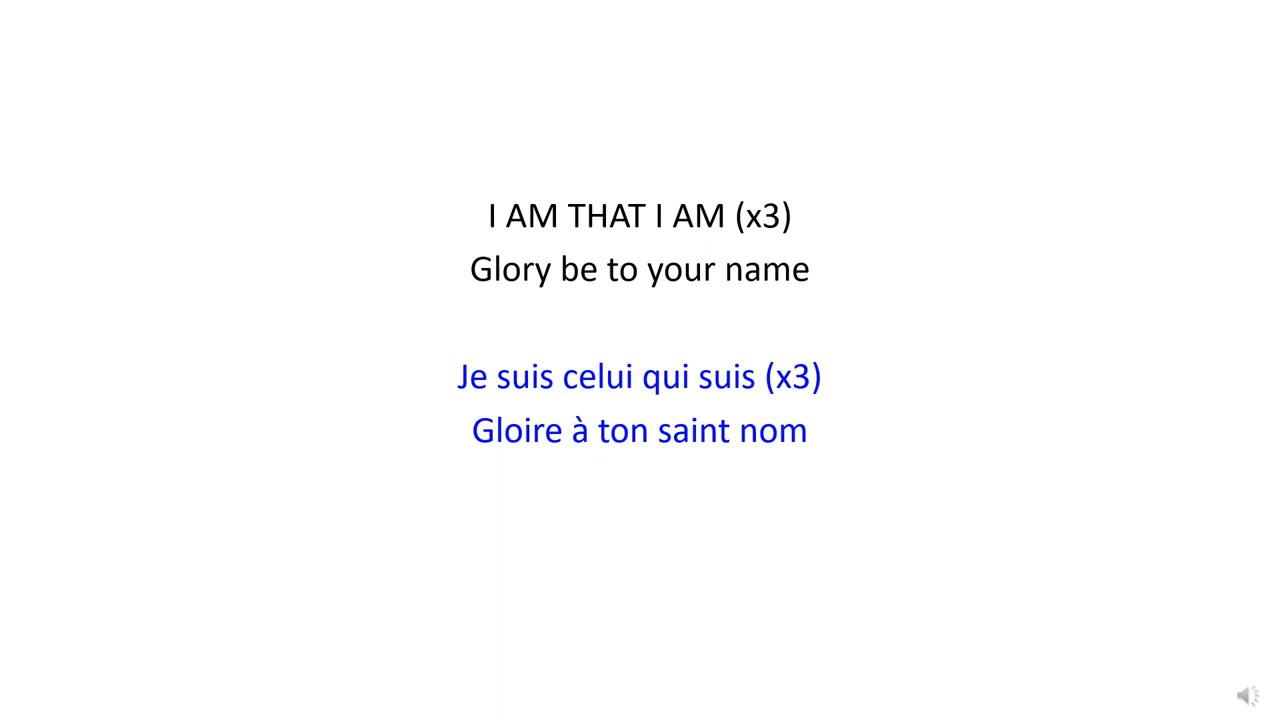 I AM THAT I AM (x3)
Glory be to your name
Je suis celui qui suis (x3)
Gloire à ton saint nom